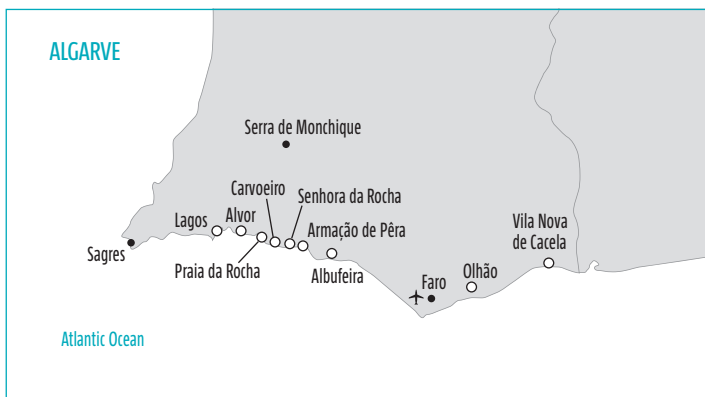 ALGARVE
Serra de Monchique
Carvoeiro
Senhora da Rocha
Lagos
Alvor
Armação de Pêra
Vila Nova
de Cacela
Sagres
Praia da Rocha
Albufeira
Faro
Olhão
Atlantic Ocean